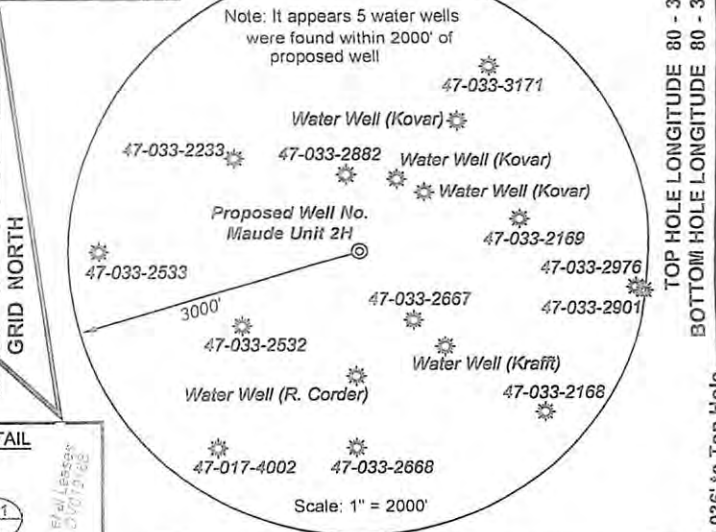 Note: It appears 5 water wells
were found within 2000' of
proposed well
47-033-3171
Water Well (Kovar)
47-033-2233
47-033-2882
Water Well (Kovar)
Water Well (Kovar)
Proposed Well No.
Maude Unit 2H
47-033-2169
47-033-2533
47-033-2976
47-033-2901
3000'
47-033-2667
47-033-2532
Water Well (Krafft)
Water Well (R. Corder)
47-033-2168
47-017-4002
47-033-2668
Scale: 1" = 2000'
GRID NORTH
TOP HOLE LONGITUDE 80 - 3
BOTTOM HOLE LONGITUDE 80 - 3
Top Hole
TAIL
1